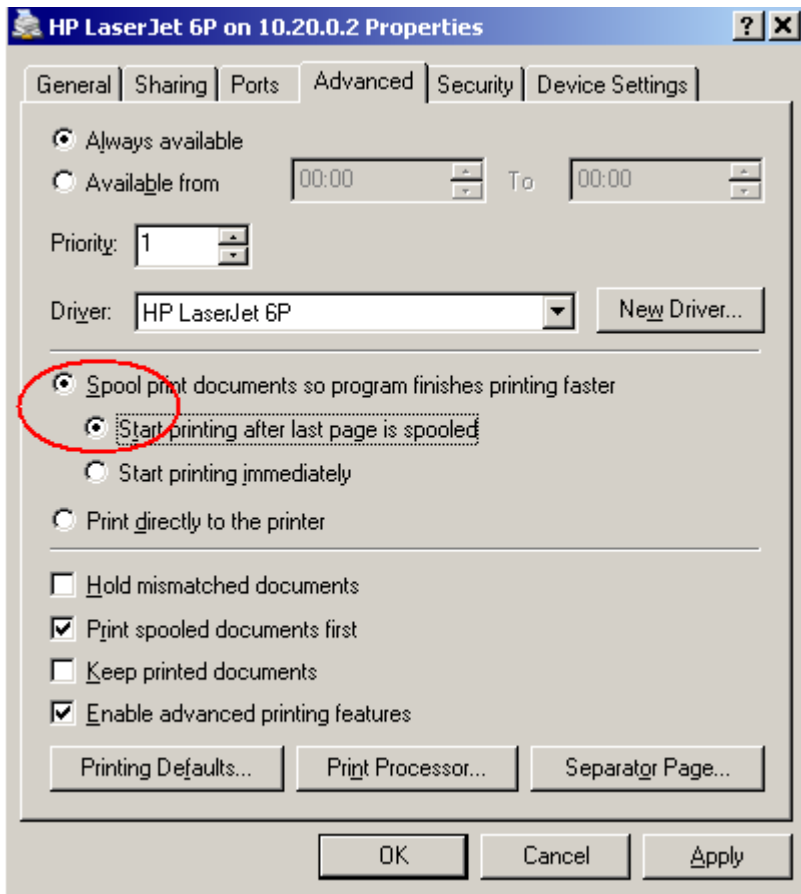 HP LaserJet 6P on 10.20.0.2 Properties
General Sharing Ports Advanced Security Device Settings
Always available
Available from 00:00 To 00:00
Priority: 1
Driver: HP LaserJet 6P New Driver...
Spool print documents so program finishes printing faster
Start printing after last page is spooled
Start printing immediately
Print directly to the printer
Hold mismatched documents
Print spooled documents first
Keep printed documents
Enable advanced printing features
Printing Defaults... Print Processor... Separator Page...
OK Cancel Apply